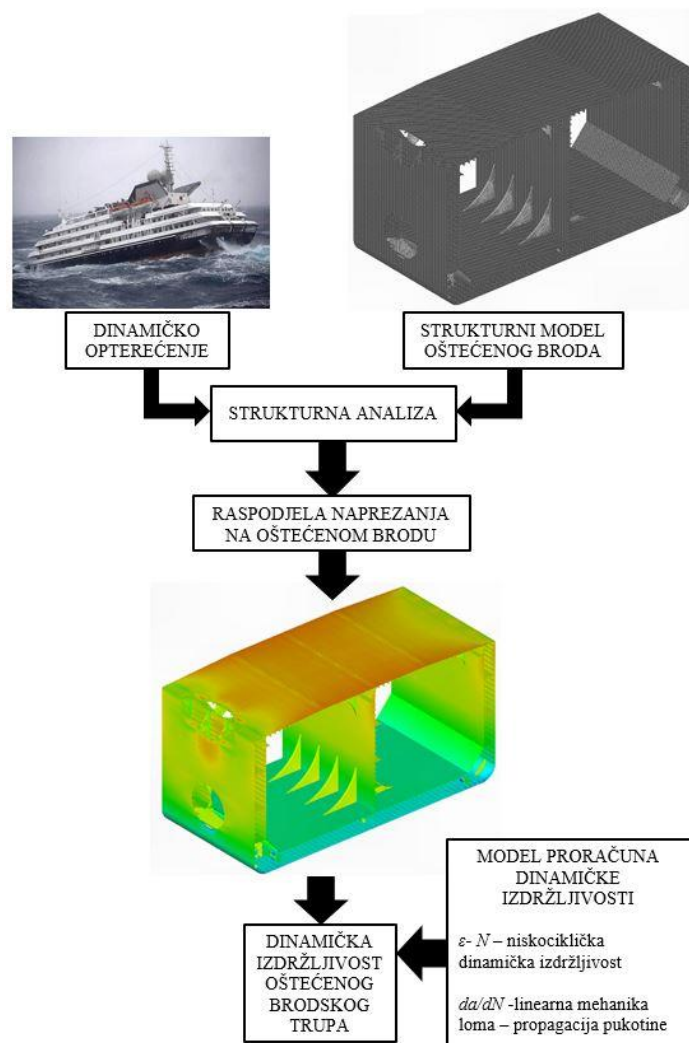 DINAMIČKO
OPTEREĆENJE
STRUKTURNI MODEL
OŠTEĆENOG BRODA
STRUKTURNA ANALIZA
RASPODJELA NAPREZANJA
NA OŠTEĆENOM BRODU
MODEL PRORAČUNA
DINAMIČKE
IZDRŽLJIVOSTI
ε- N – niskociklička
dinamička izdržljivost
da/dN -linearna mehanika
loma – propagacija pukotine
DINAMIČKA
IZDRŽLJIVOST
OŠTEĆENOG
BRODSKOG
TRUPA